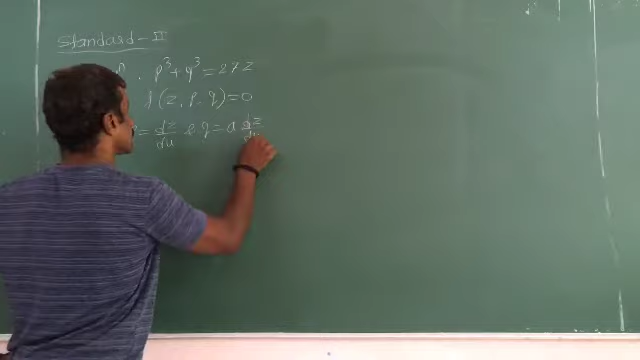 Standard - II
p³ + q³ = 27z
f(z, p, q) = 0
= dz/du & q = a dz/du